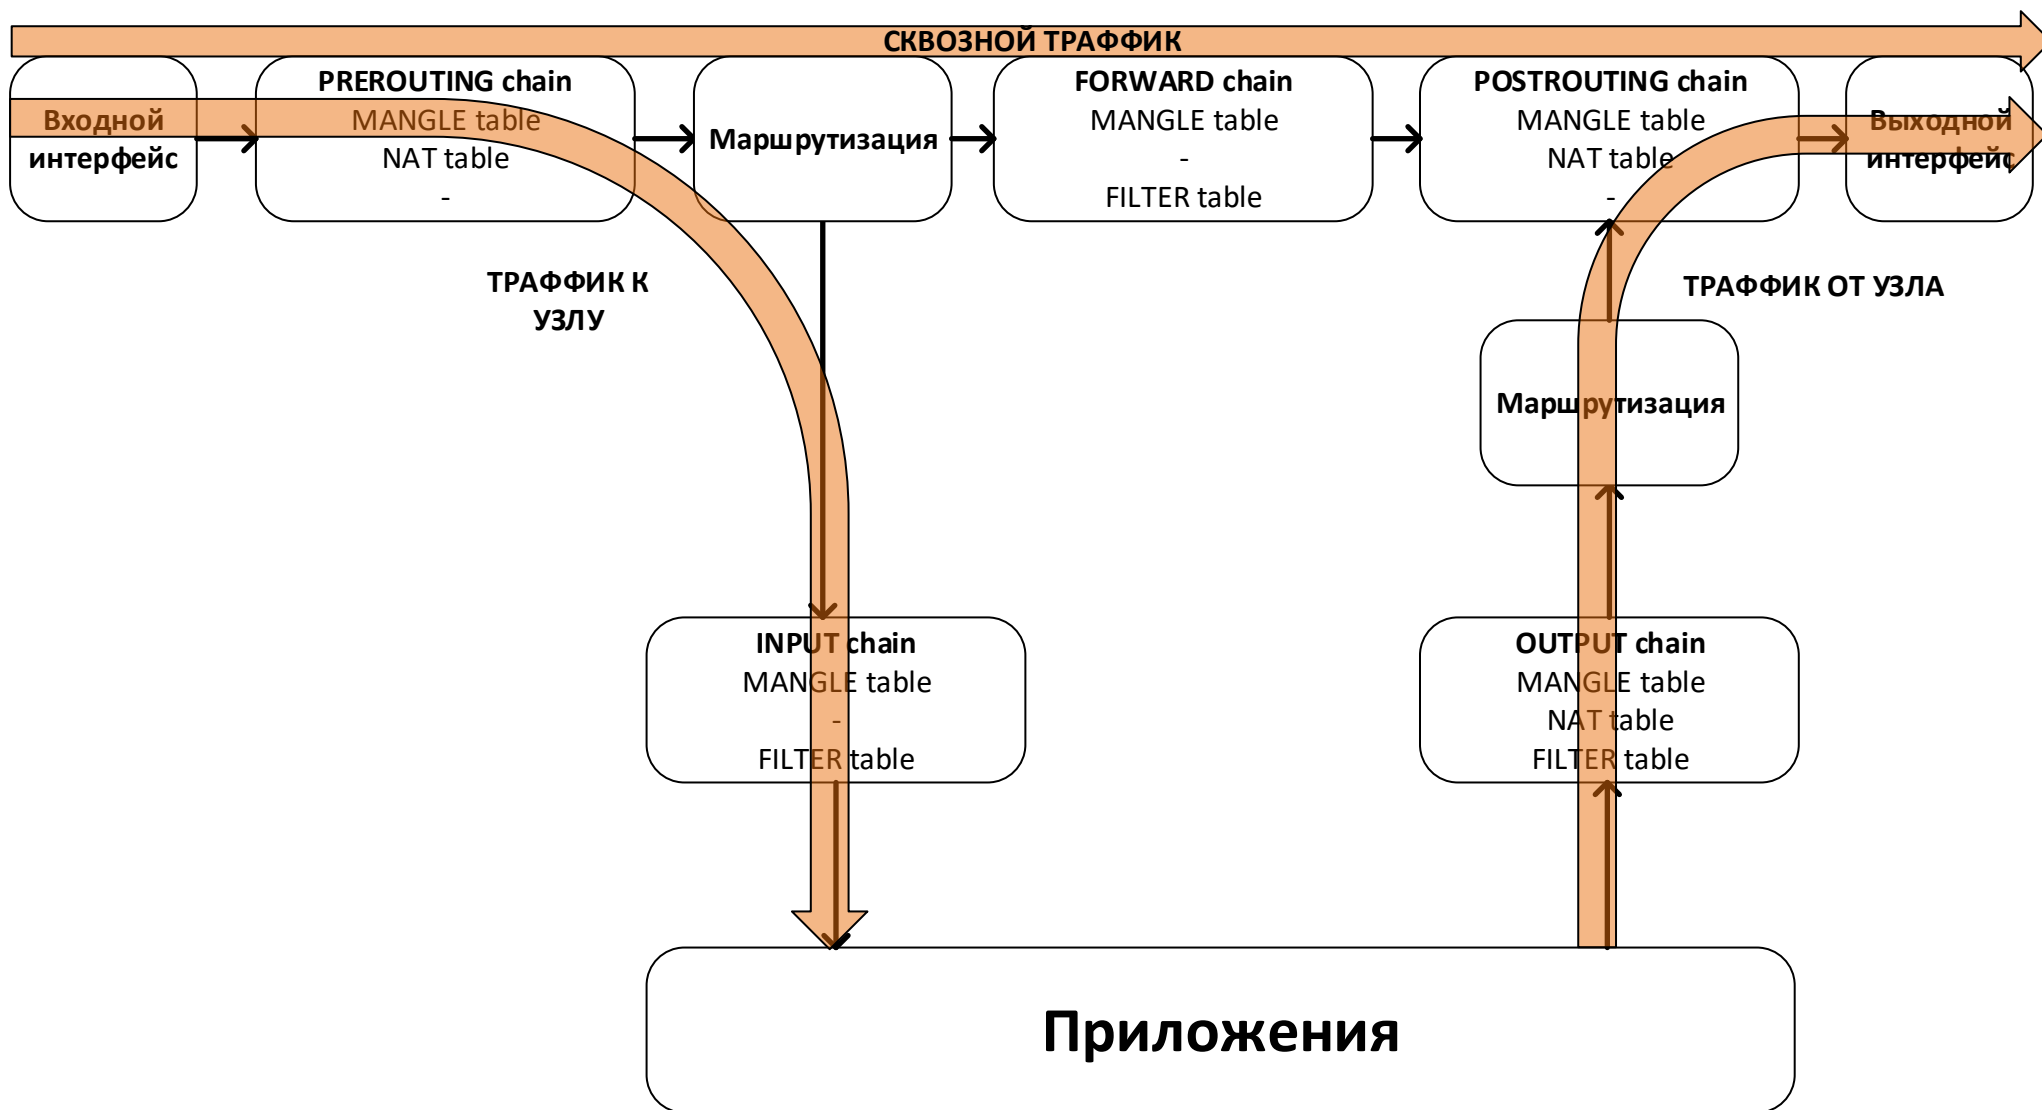 СКВОЗНОЙ ТРАФФИК
Входной
интерфейс
PREROUTING chain
MANGLE table
NAT table
-
Маршрутизация
FORWARD chain
MANGLE table
-
FILTER table
POSTROUTING chain
MANGLE table
NAT table
-
Выходной
интерфейс
ТРАФФИК К
УЗЛУ
ТРАФФИК ОТ УЗЛА
Маршрутизация
INPUT chain
MANGLE table
-
FILTER table
OUTPUT chain
MANGLE table
NAT table
FILTER table
Приложения